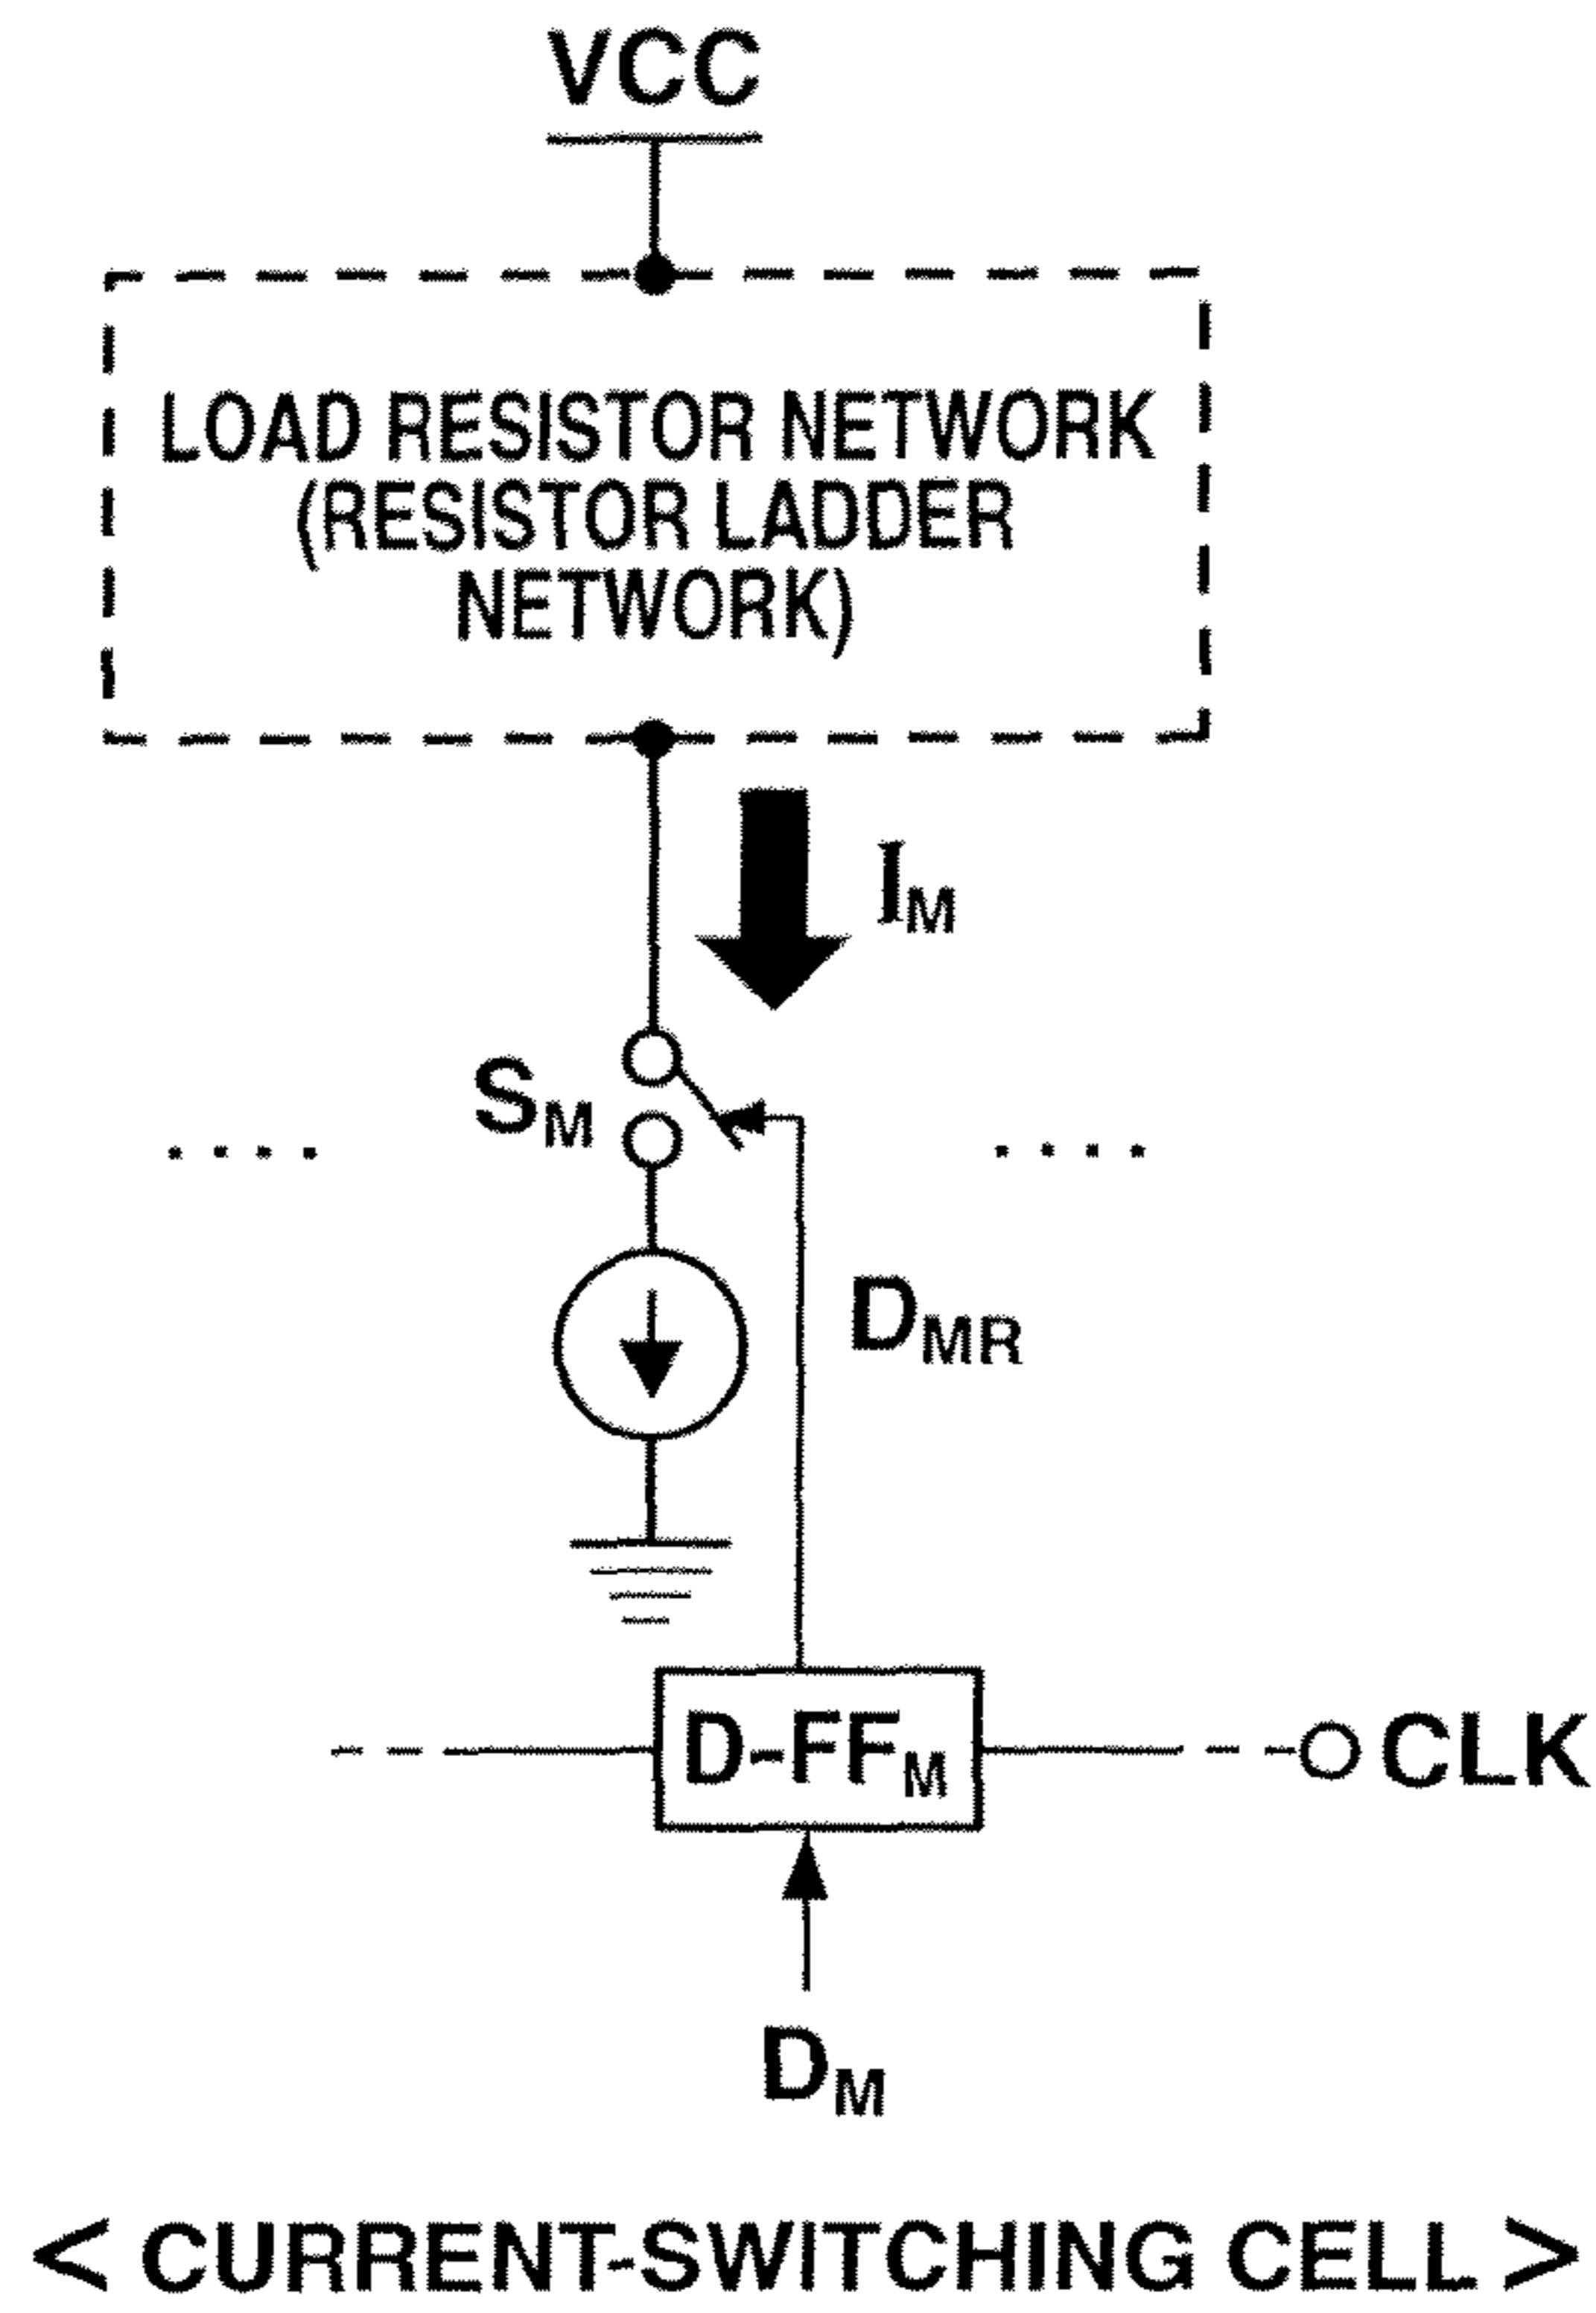 VCC
LOAD RESISTOR NETWORK
(RESISTOR LADDER
NETWORK)
IM
SM
....
....
DMR
D-FFM
CLK
DM
< CURRENT-SWITCHING CELL >